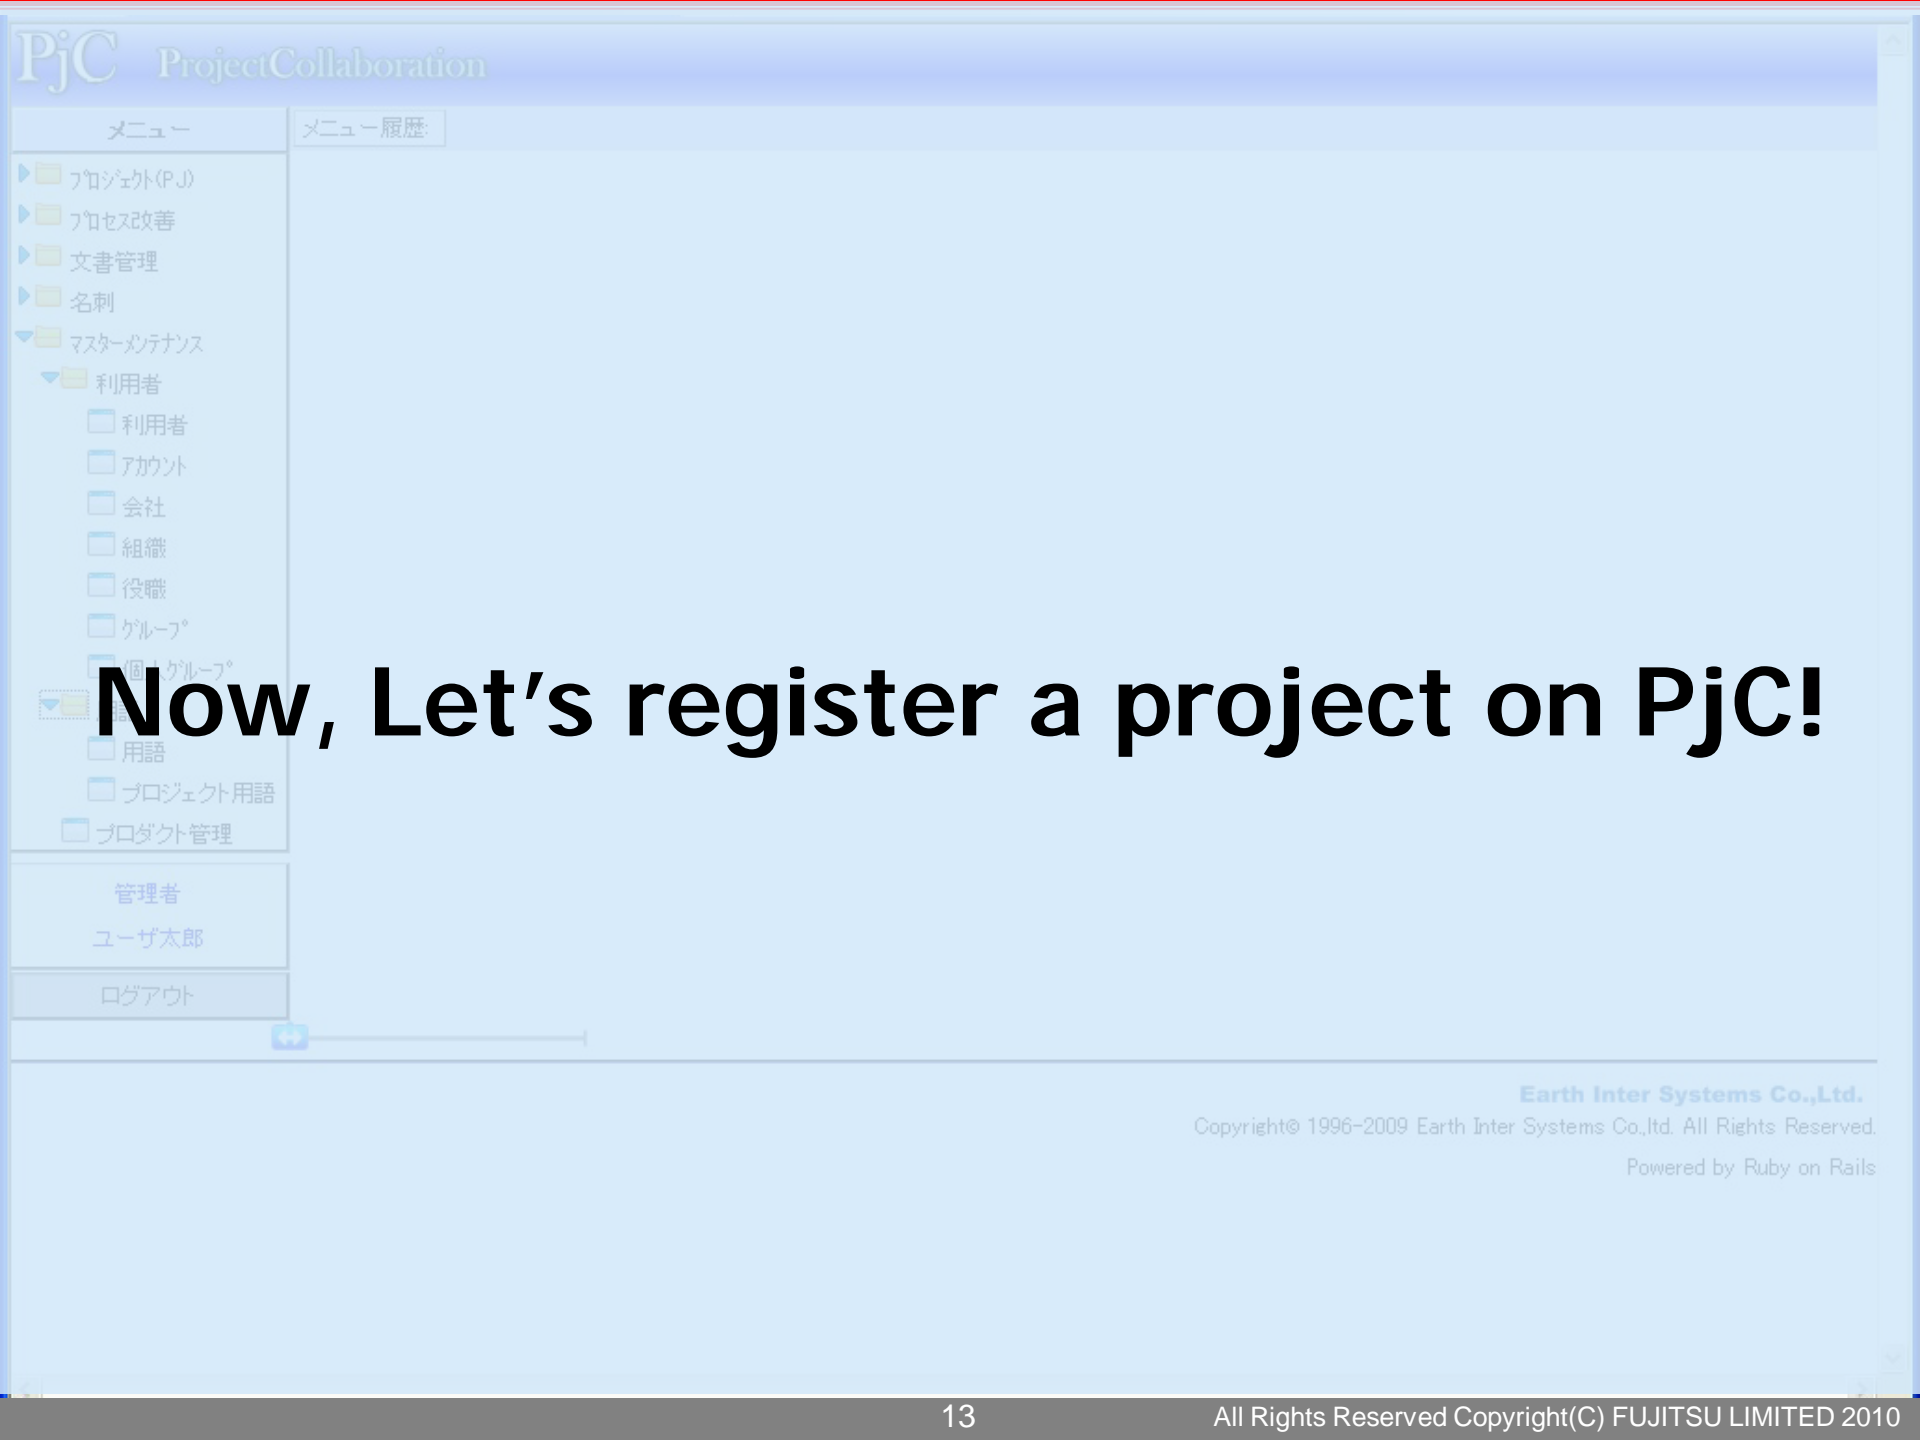 PjC ProjectCollaboration
メニュー
メニュー履歴:
ﾌﾟﾛｼﾞｪｸﾄ(PJ)
ﾌﾟﾛｾｽ改善
文書管理
名刺
ﾏｽﾀｰﾒﾝﾃﾅﾝｽ
利用者
利用者
ｱｶｳﾝﾄ
会社
組織
役職
ｸﾞﾙｰﾌﾟ
個人ｸﾞﾙｰﾌﾟ
Now, Let’s register a project on PjC!
用語
プロジェクト用語
プロダクト管理
管理者
ユーザ太郎
ログアウト
Earth Inter Systems Co.,Ltd.
Copyright© 1996-2009 Earth Inter Systems Co.,ltd. All Rights Reserved.
Powered by Ruby on Rails
13
All Rights Reserved Copyright(C) FUJITSU LIMITED 2010